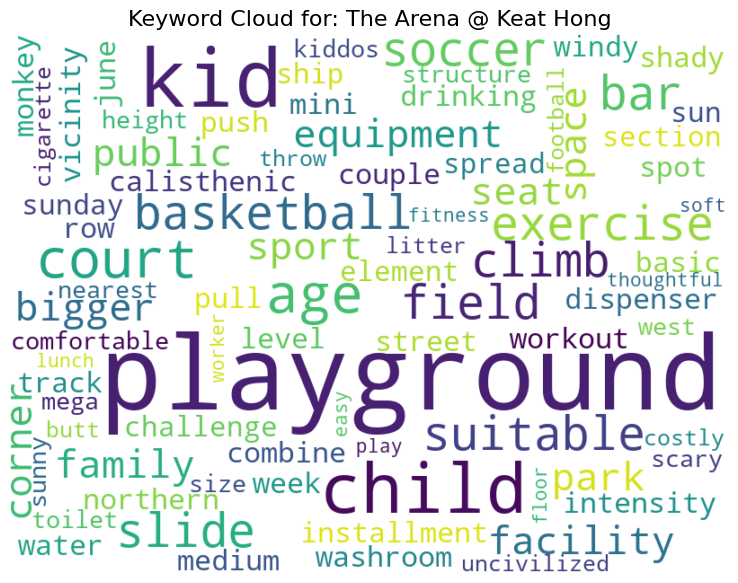 Keyword Cloud for: The Arena @ Keat Hong
monkey
cigarette
vicinity
june
kid
kiddos
ship
mini
soccer
structure
drinking
windy
shady
bar
sun
section
height
push
public
throw
equipment
football
space
calisthenic
couple
spread
seat
spot
soft
sunday
row
basketball
fitness
exercise
court
sport
litter
element
climb
basic
nearest
bigger
pull
age
field
thoughtful
dispenser
comfortable
worker
level
street
workout
west
lunch
track
mega
playground
butt
challenge
easy
play
suitable
costly
corner
sunny
family
combine
scary
size
week
child
floor
park
northern
intensity
toilet
water
slide
installment
facility
medium
washroom
uncivilized